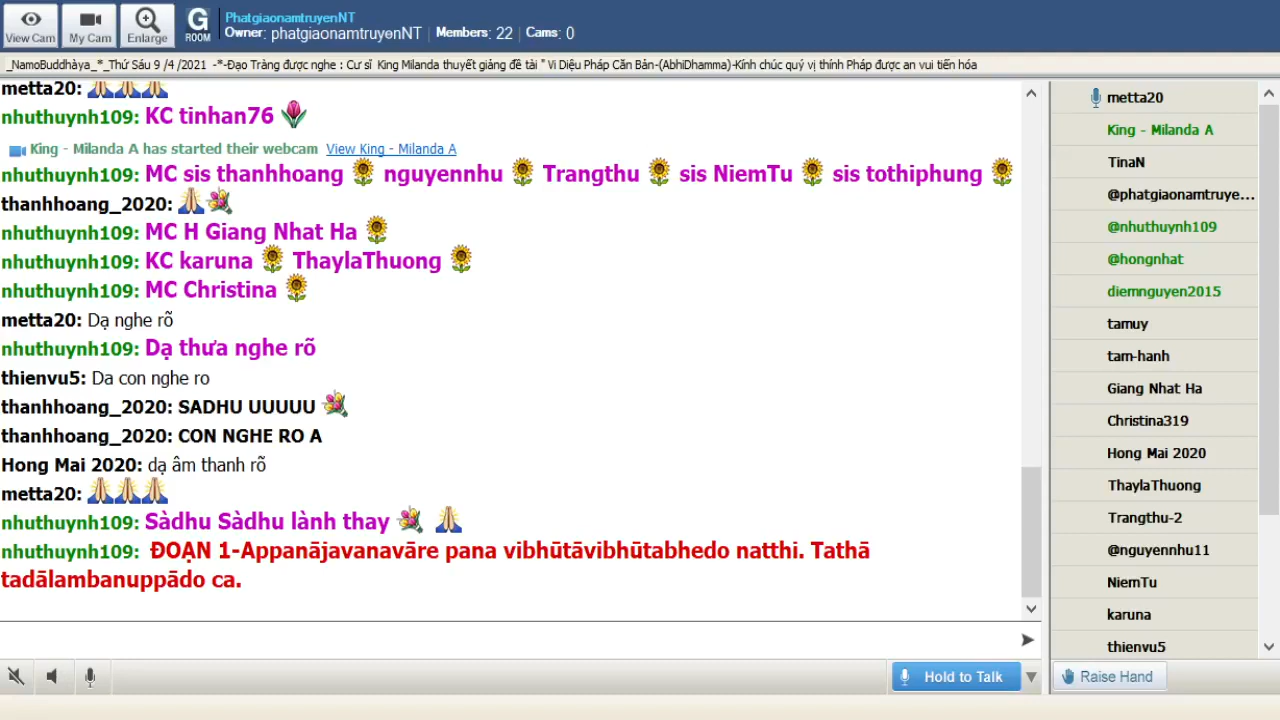 View Cam
My Cam
Enlarge
G
ROOM
PhatgiaonamtruyenNT
Owner: phatgiaonamtruyenNT | Members: 22 | Cams: 0
_NamoBuddhàya_*_Thứ Sáu 9 /4 /2021 -*-Đạo Tràng được nghe : Cư sĩ King Milanda thuyết giảng đề tài " Vi Diệu Pháp Căn Bản-(AbhiDhamma)-Kính chúc quý vị thính Pháp được an vui tiến hóa
metta20:
nhuthuynh109: KC tinhan76
King - Milanda A has started their webcam View King - Milanda A
nhuthuynh109: MC sis thanhhoang nguyennhu Trangthu sis NiemTu sis tothiphung
thanhhoang_2020:
nhuthuynh109: MC H Giang Nhat Ha
nhuthuynh109: KC karuna ThaylaThuong
nhuthuynh109: MC Christina
metta20: Dạ nghe rõ
nhuthuynh109: Dạ thưa nghe rõ
thienvu5: Da con nghe ro
thanhhoang_2020: SADHU UUUUU
thanhhoang_2020: CON NGHE RO A
Hong Mai 2020: dạ âm thanh rõ
metta20:
nhuthuynh109: Sàdhu Sàdhu lành thay
nhuthuynh109: ĐOẠN 1-Appanājavanavāre pana vibhūtāvibhūtabhedo natthi. Tathā
tadālambanuppādo ca.
Hold to Talk
metta20
King - Milanda A
TinaN
@phatgiaonamtruye...
@nhuthuynh109
@hongnhat
diemnguyen2015
tamuy
tam-hanh
Giang Nhat Ha
Christina319
Hong Mai 2020
ThaylaThuong
Trangthu-2
@nguyennhu11
NiemTu
karuna
thienvu5
Raise Hand